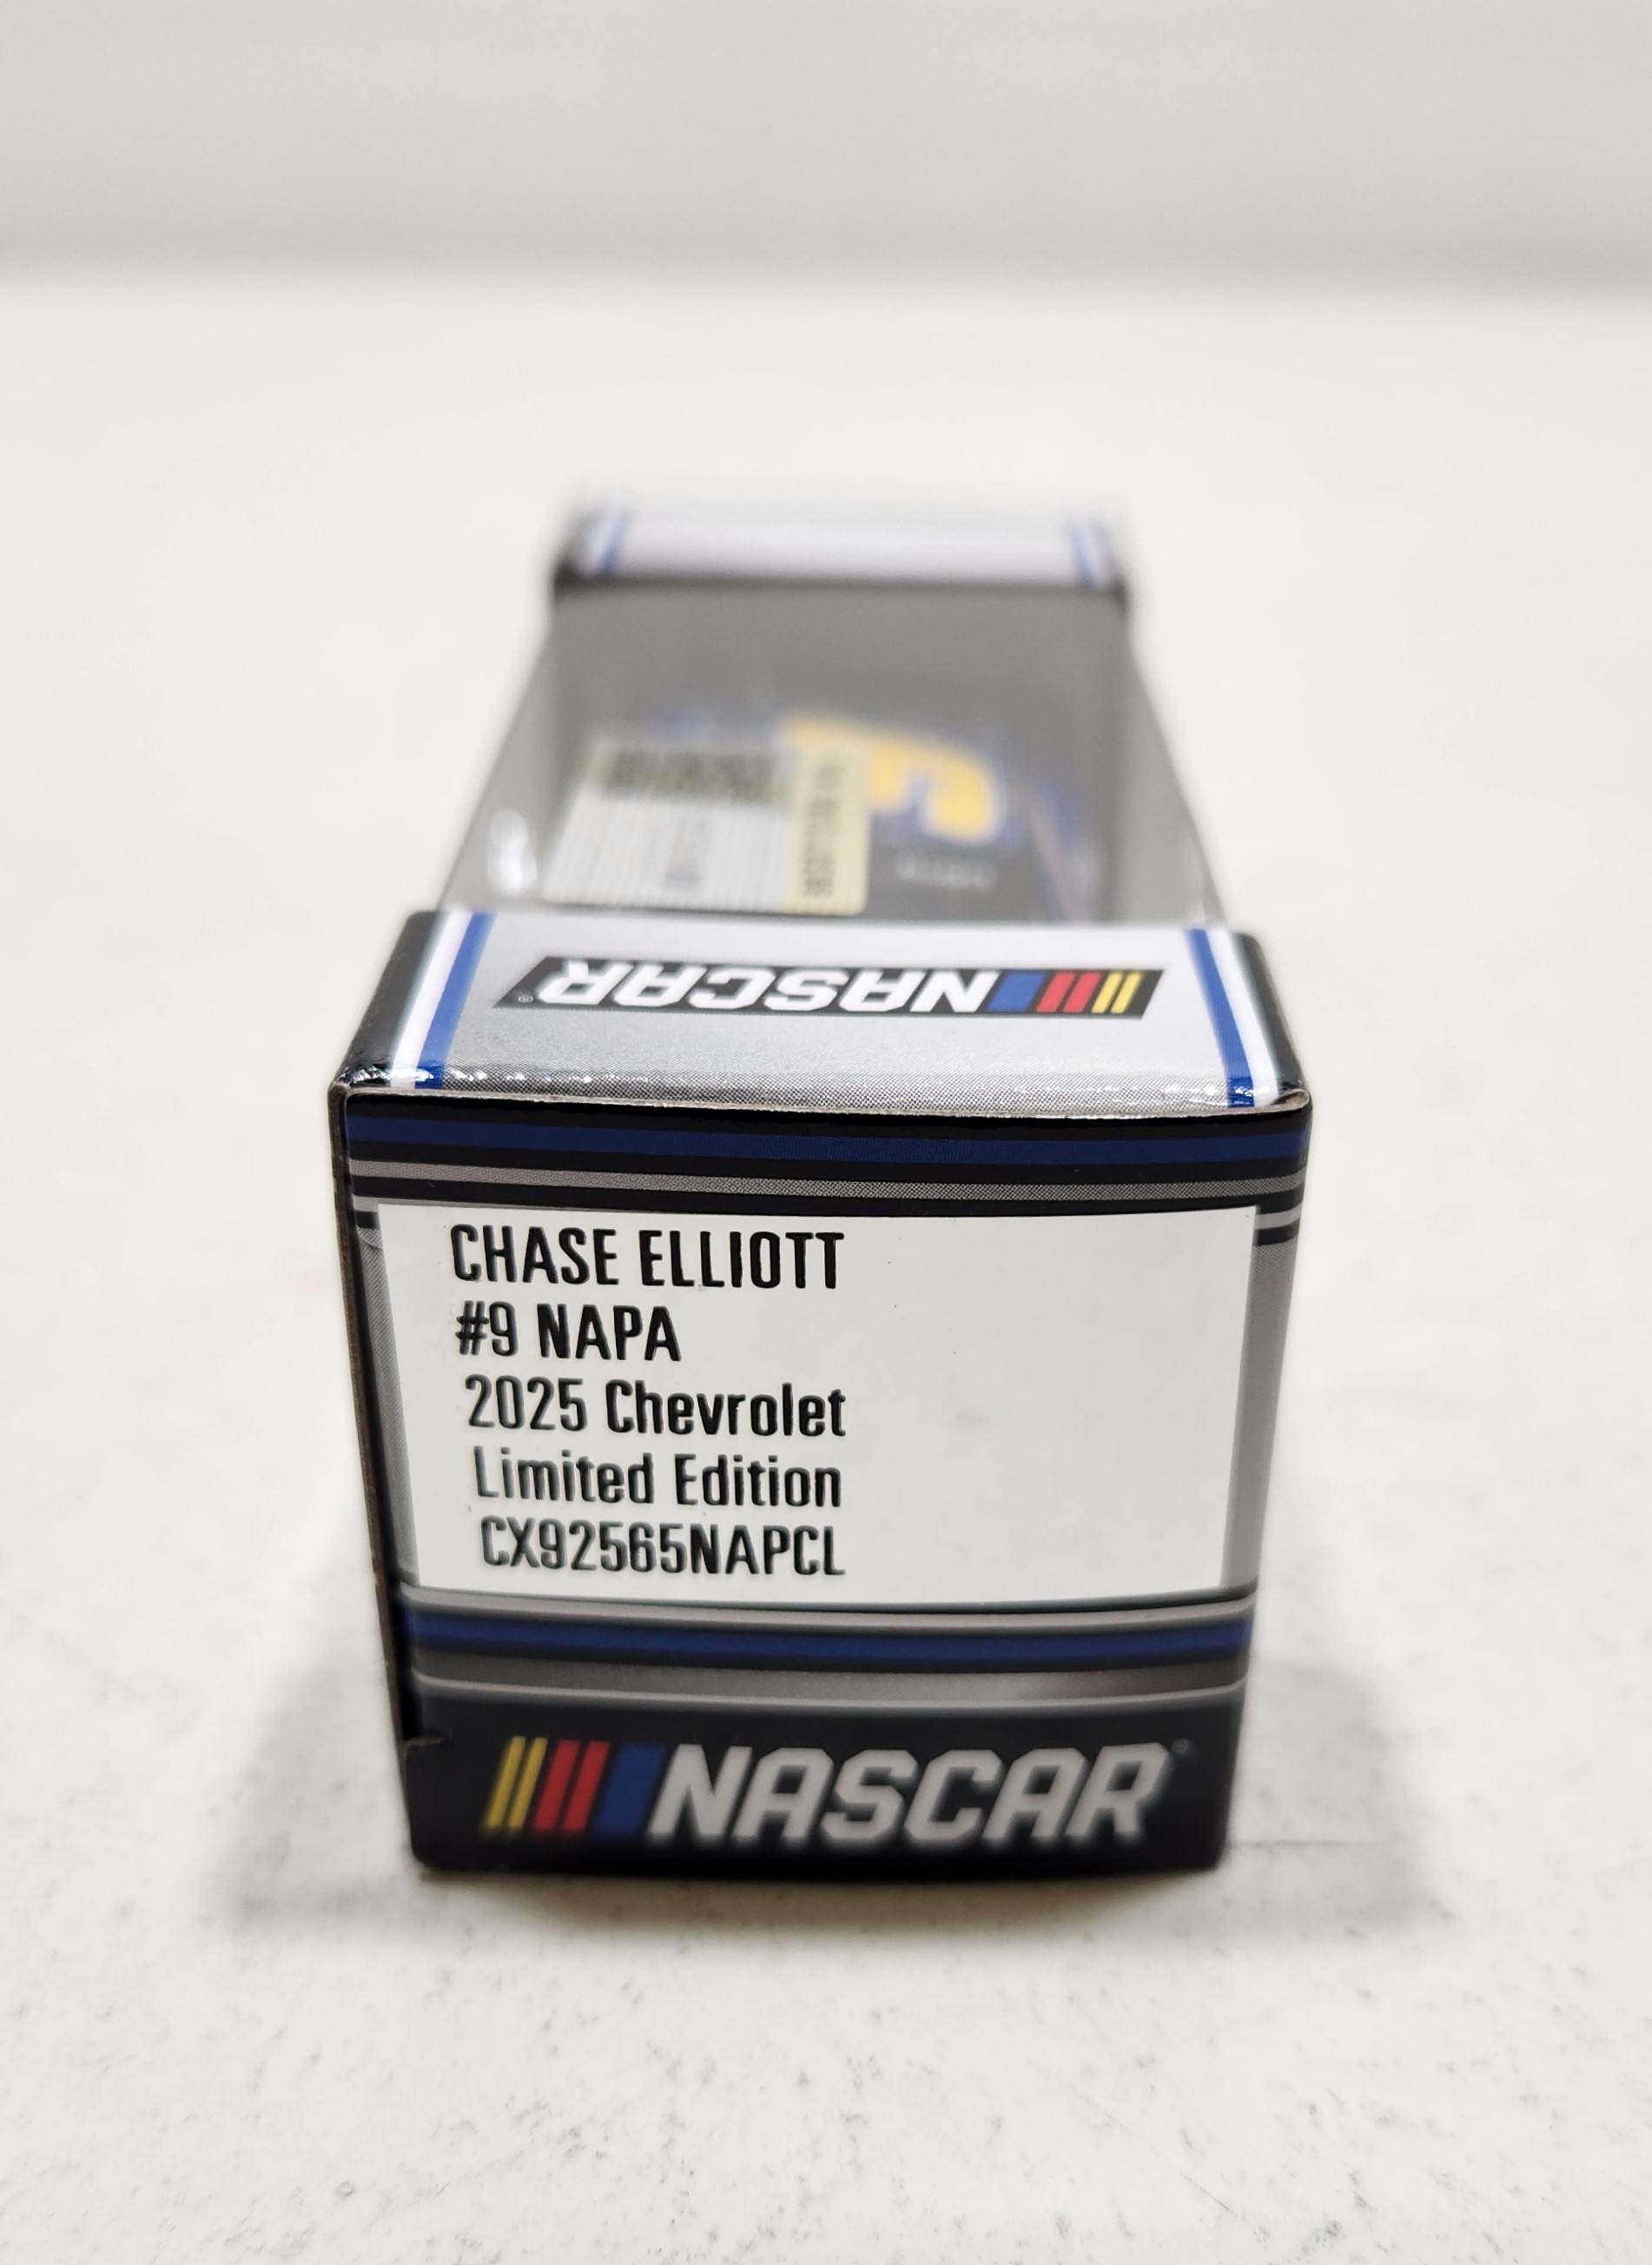 NASCAR
CHASE ELLIOTT
#9 NAPA
2025 Chevrolet
Limited Edition
CX92565NAPCL
NASCAR